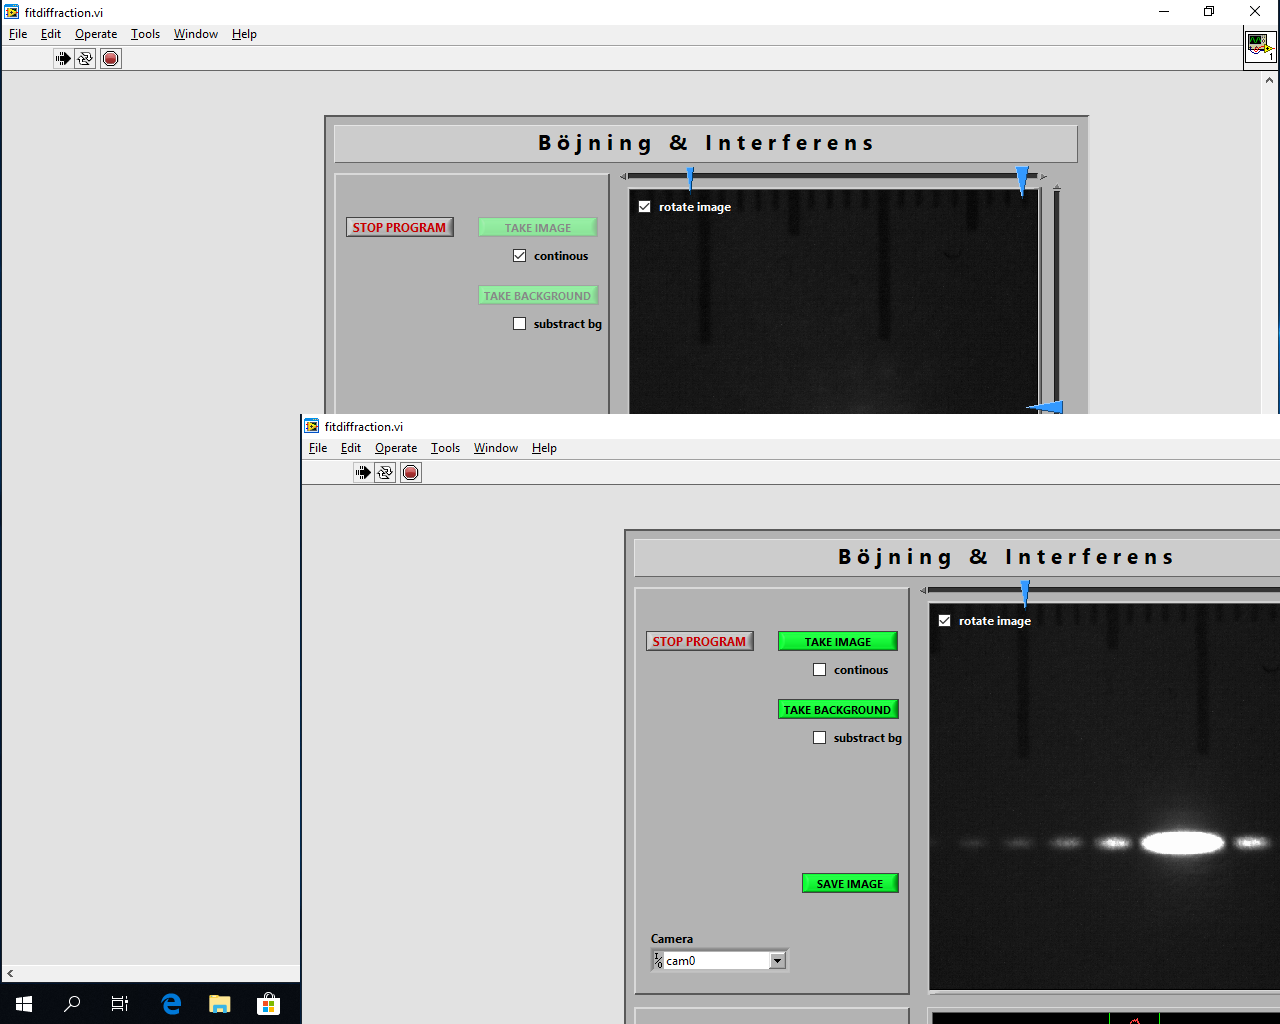 fitdiffraction.vi
File Edit Operate Tools Window Help
1
Böjning & Interferens
rotate image
STOP PROGRAM TAKE IMAGE
continous
TAKE BACKGROUND
substract bg
fitdiffraction.vi
File Edit Operate Tools Window Help
Böjning & Interferens
rotate image
STOP PROGRAM TAKE IMAGE
continous
TAKE BACKGROUND
substract bg
SAVE IMAGE
Camera
I/O cam0